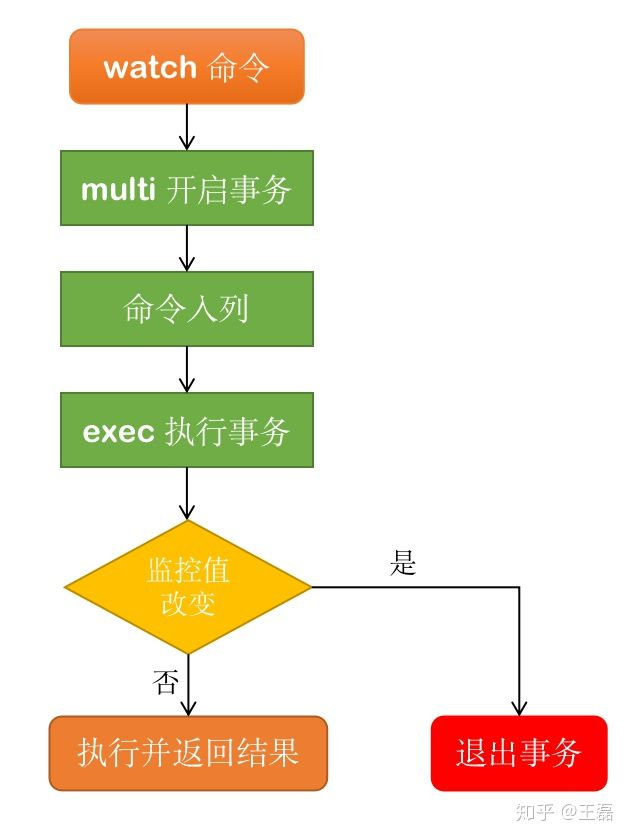 watch 命令
multi 开启事务
命令入列
exec 执行事务
监控值
改变
是
否
执行并返回结果
退出事务
知乎 @王磊